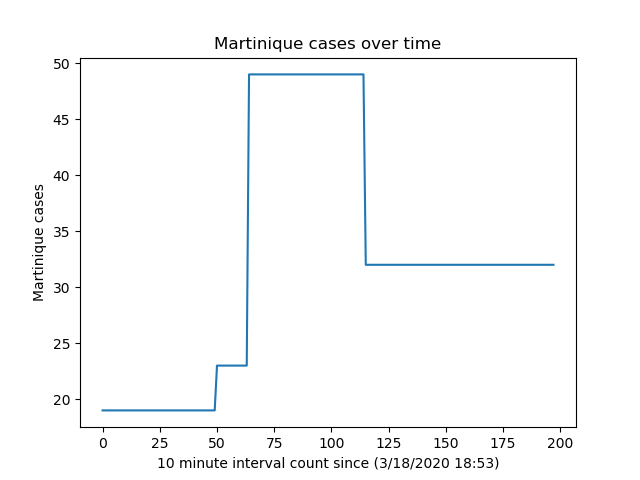 Martinique cases over time
50
45
40
35
30
25
20
Martinique cases
0 25 50 75 100 125 150 175 200
10 minute interval count since (3/18/2020 18:53)